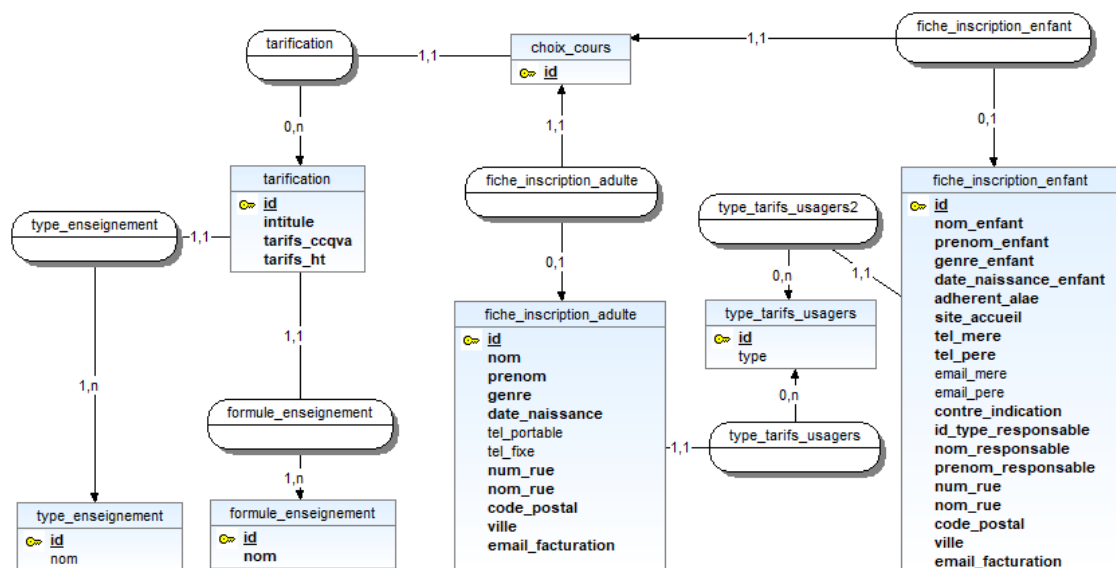 tarification
choix_cours
id
fiche_inscription_enfant
1,1
1,1
0,n
1,1
0,1
tarification
id
intitule
tarifs_ccqva
tarifs_ht
type_enseignement
1,1
fiche_inscription_adulte
type_tarifs_usagers2
0,n
1,1
0,1
fiche_inscription_enfant
id
nom_enfant
prenom_enfant
genre_enfant
date_naissance_enfant
adherent_alae
site_accueil
tel_mere
tel_pere
email_mere
email_pere
contre_indication
id_type_responsable
nom_responsable
prenom_responsable
num_rue
nom_rue
code_postal
ville
email_facturation
1,1
1,n
fiche_inscription_adulte
id
nom
prenom
genre
date_naissance
tel_portable
tel_fixe
num_rue
nom_rue
code_postal
ville
email_facturation
type_tarifs_usagers
id
type
0,n
1,1
type_tarifs_usagers
formule_enseignement
1,n
type_enseignement
id
nom
formule_enseignement
id
nom